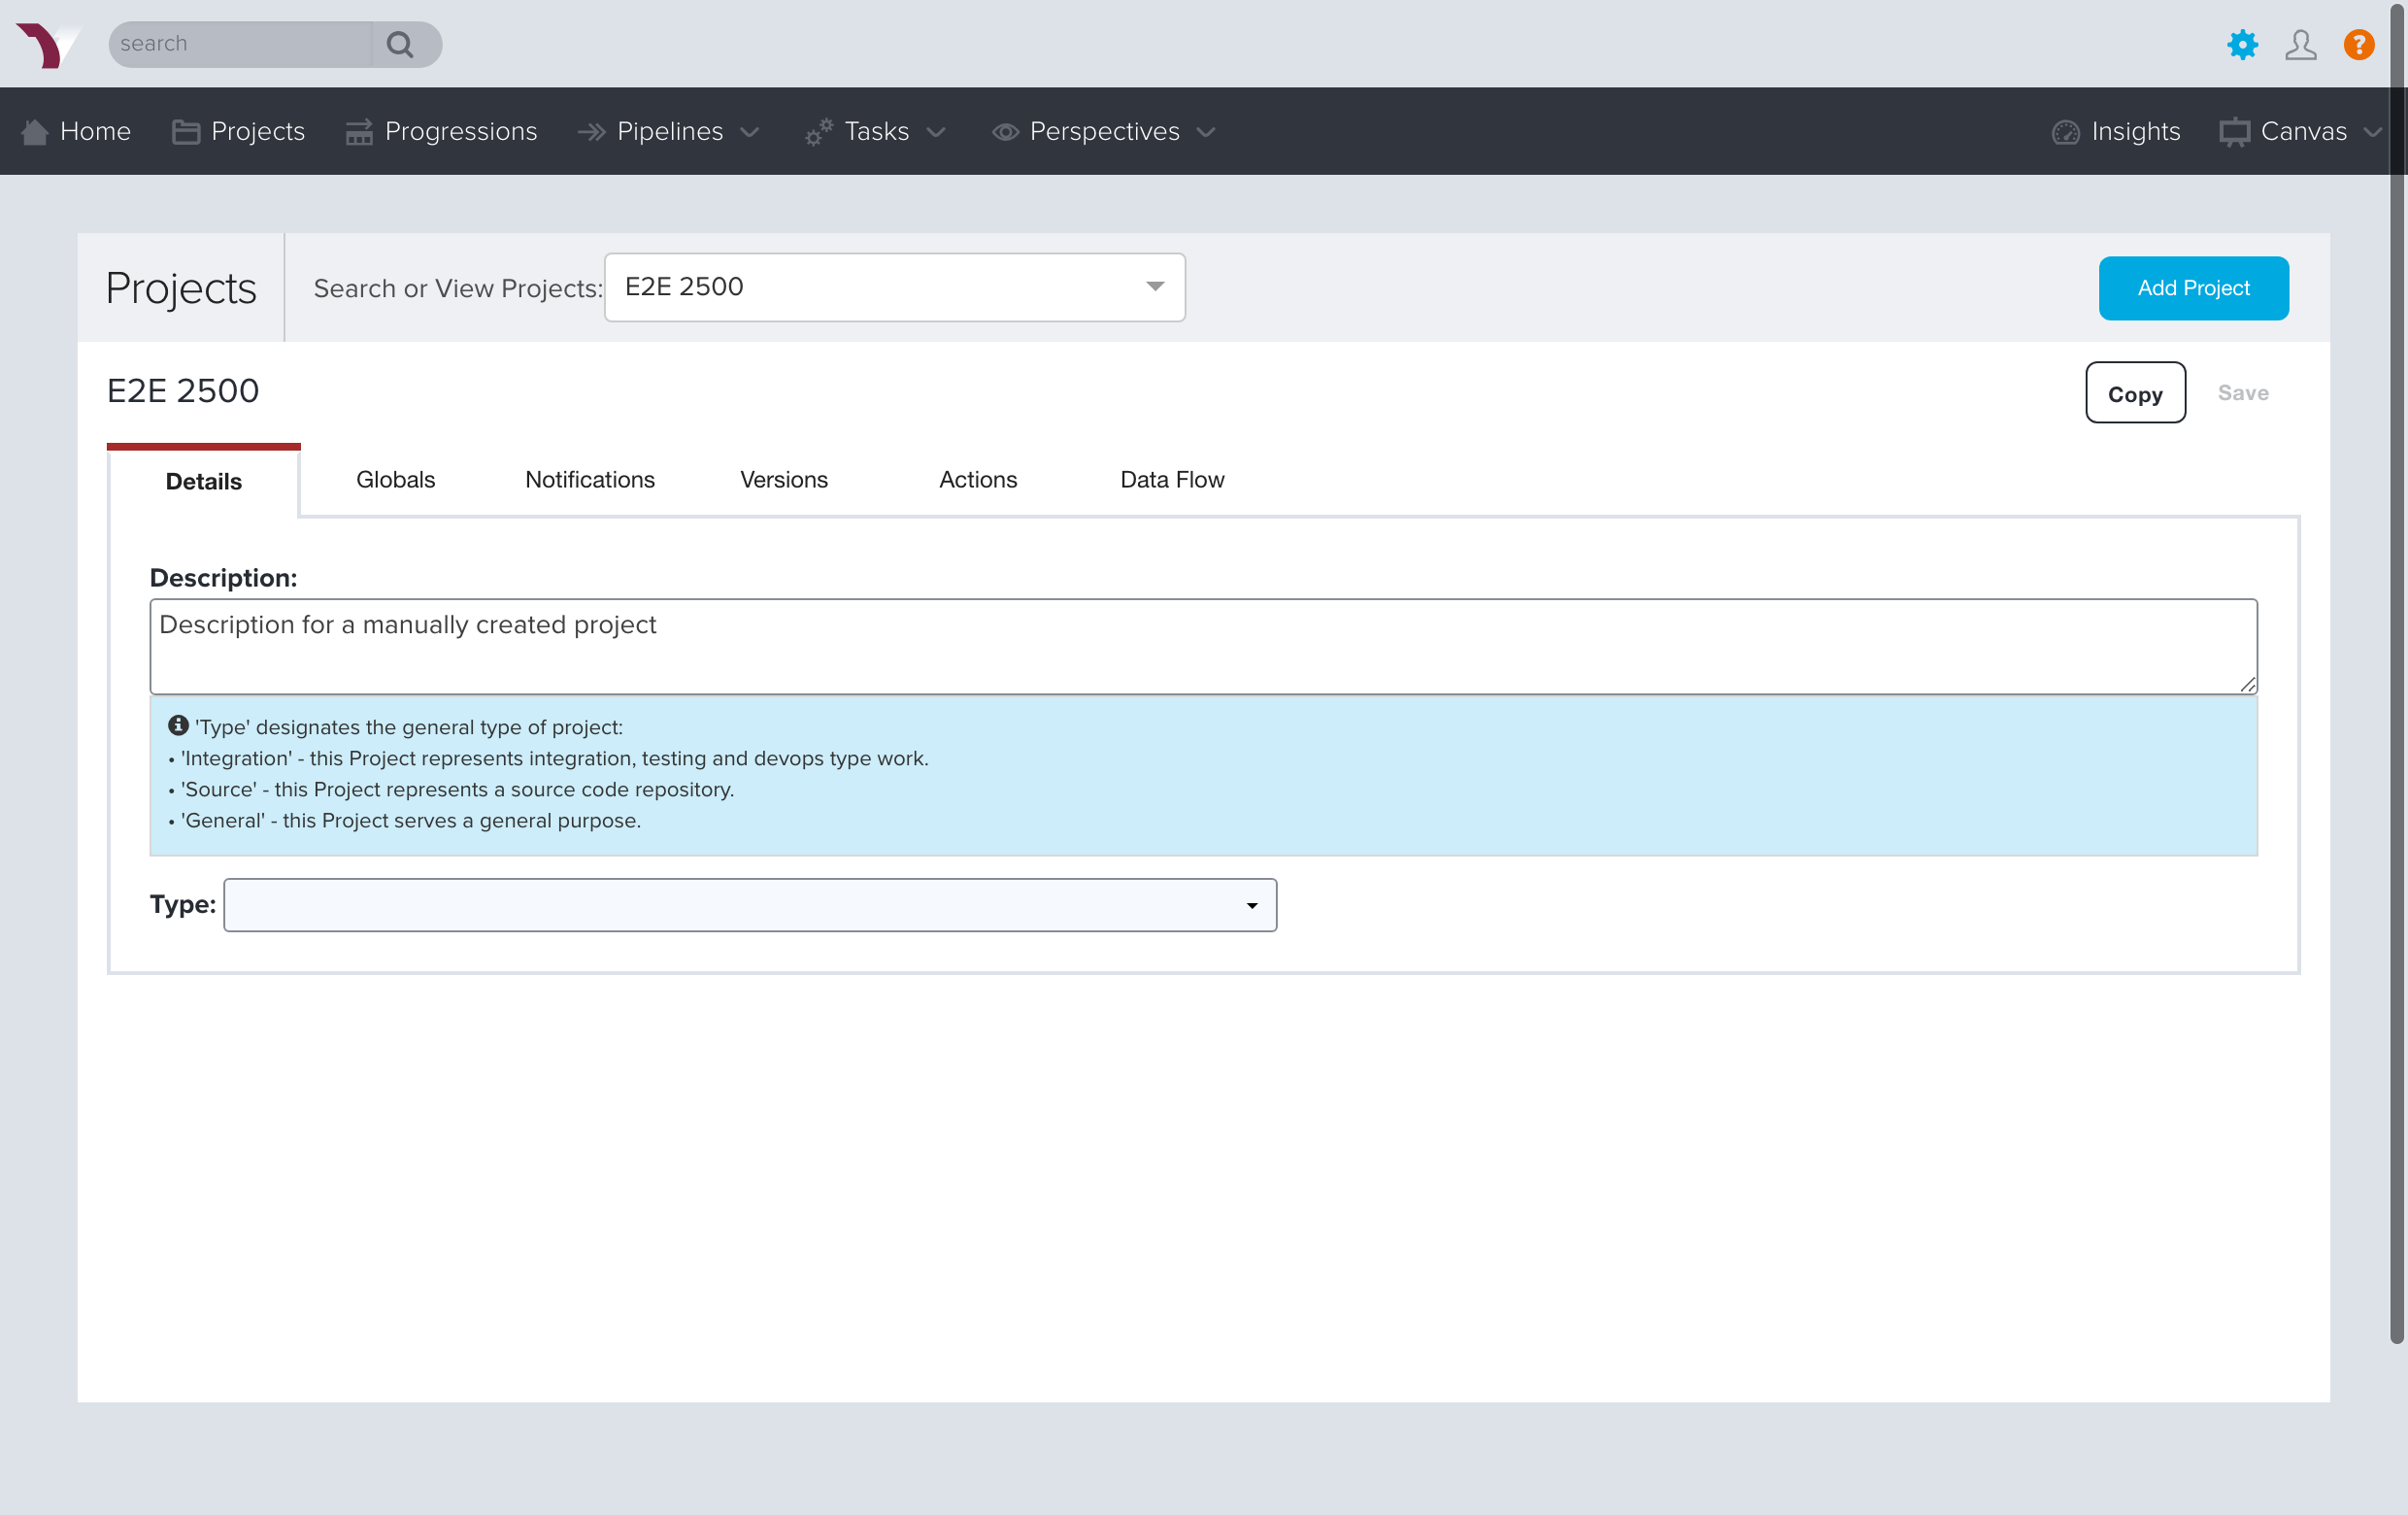 search
?
Home Projects Progressions Pipelines Tasks Perspectives Insights Canvas
Projects Search or View Projects: E2E 2500 Add Project
E2E 2500 Copy Save
Details Globals Notifications Versions Actions Data Flow
Description:
Description for a manually created project
'Type' designates the general type of project:
• 'Integration' - this Project represents integration, testing and devops type work.
• 'Source' - this Project represents a source code repository.
• 'General' - this Project serves a general purpose.
Type: